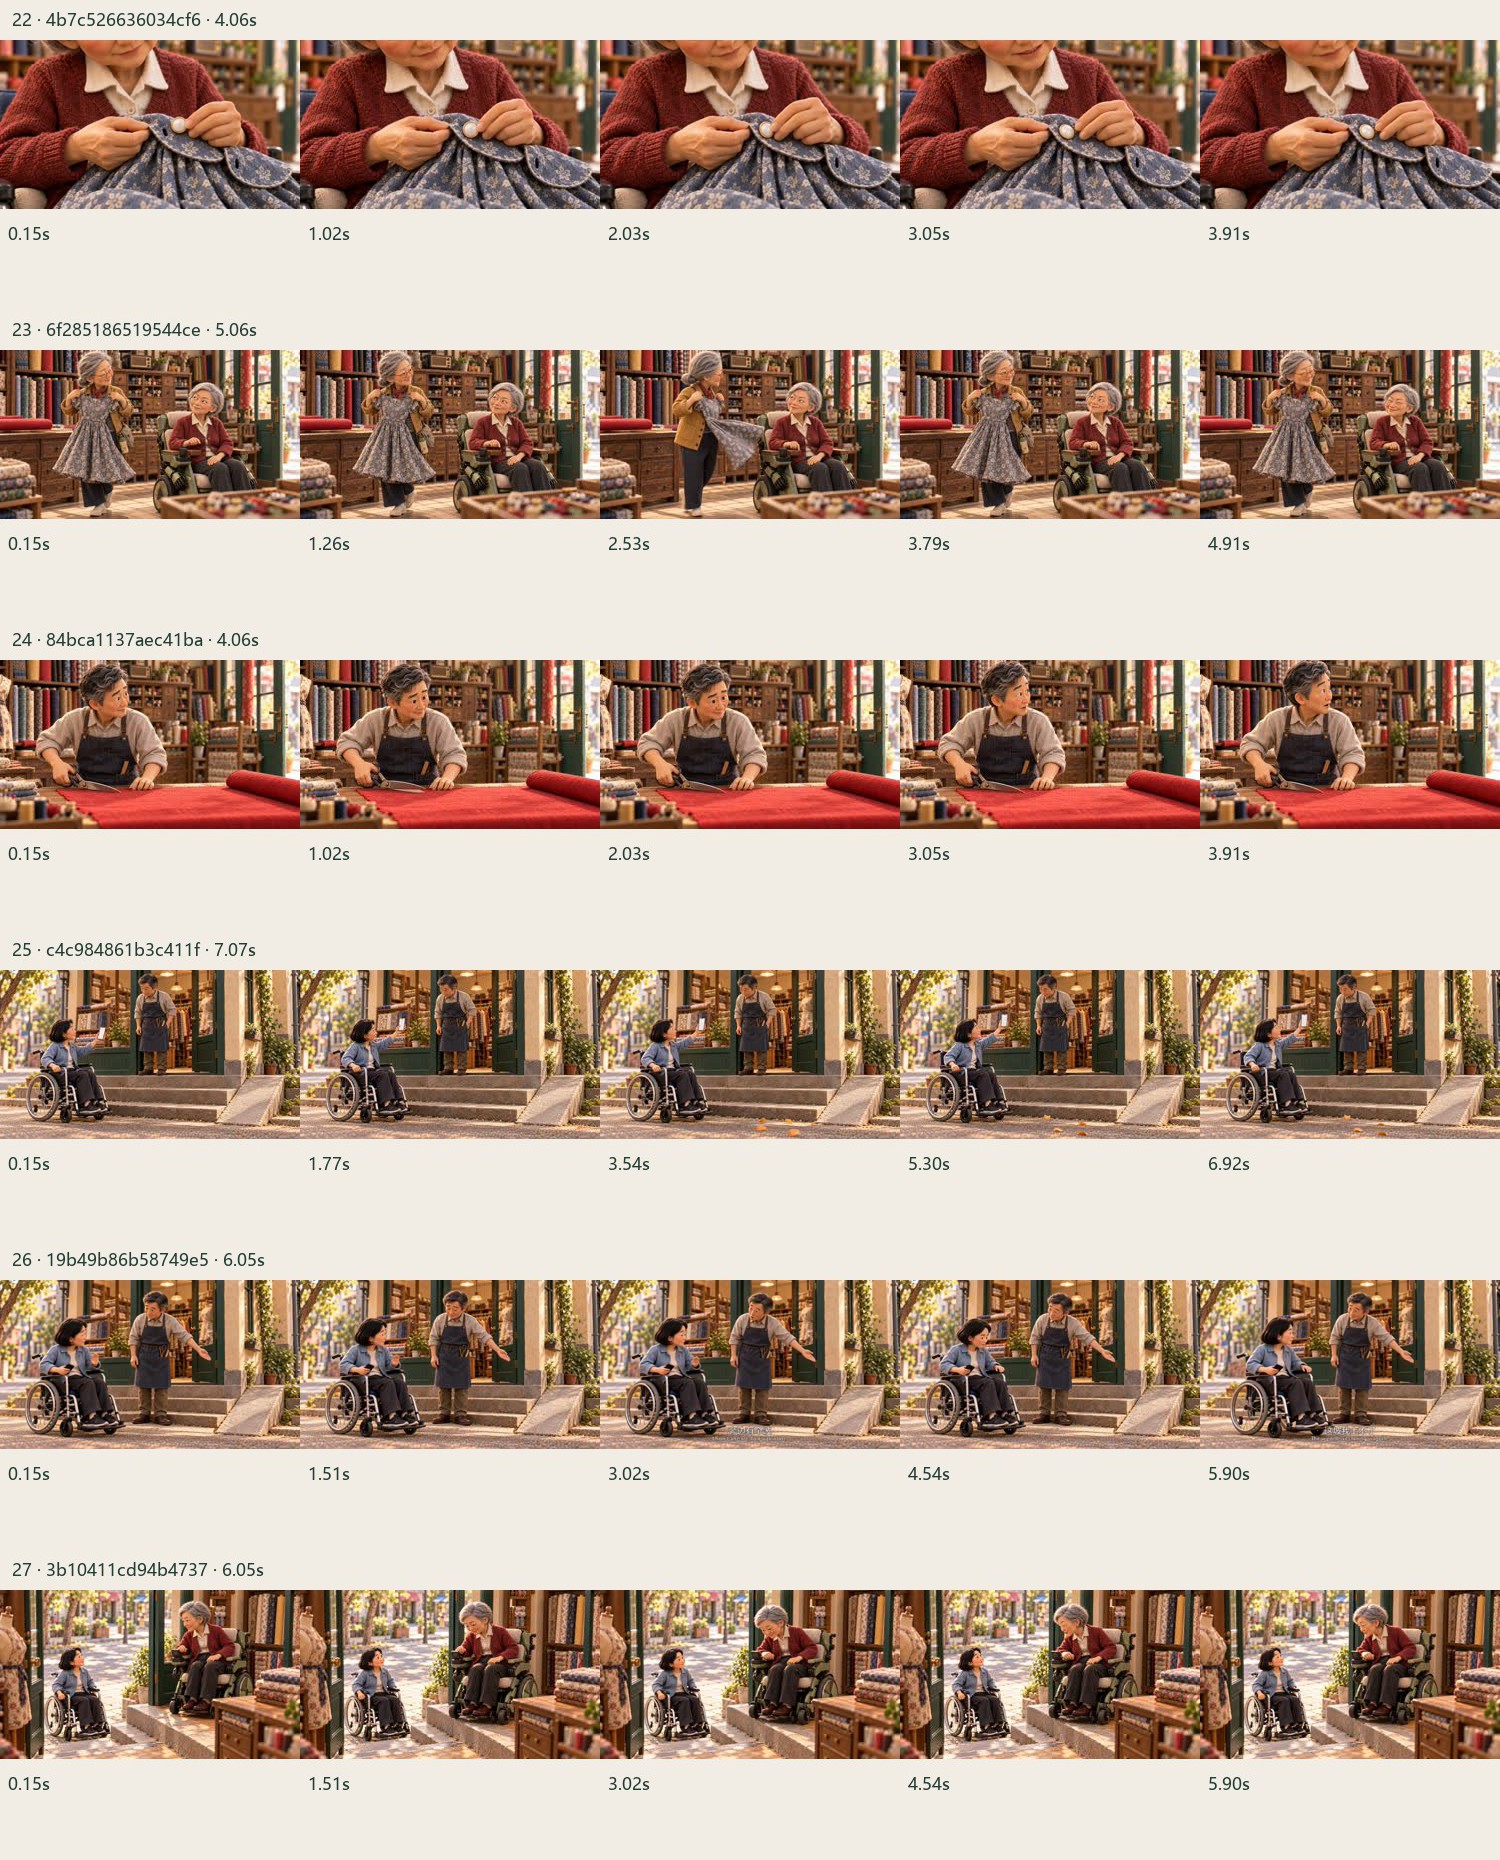 22 · 4b7c526636034cf6 · 4.06s
0.15s 1.02s 2.03s 3.05s 3.91s
23 · 6f285186519544ce · 5.06s
0.15s 1.26s 2.53s 3.79s 4.91s
24 · 84bca1137aec41ba · 4.06s
0.15s 1.02s 2.03s 3.05s 3.91s
25 · c4c984861b3c411f · 7.07s
0.15s 1.77s 3.54s 5.30s 6.92s
26 · 19b49b86b58749e5 · 6.05s
0.15s 1.51s 3.02s 4.54s 5.90s
27 · 3b10411cd94b4737 · 6.05s
0.15s 1.51s 3.02s 4.54s 5.90s